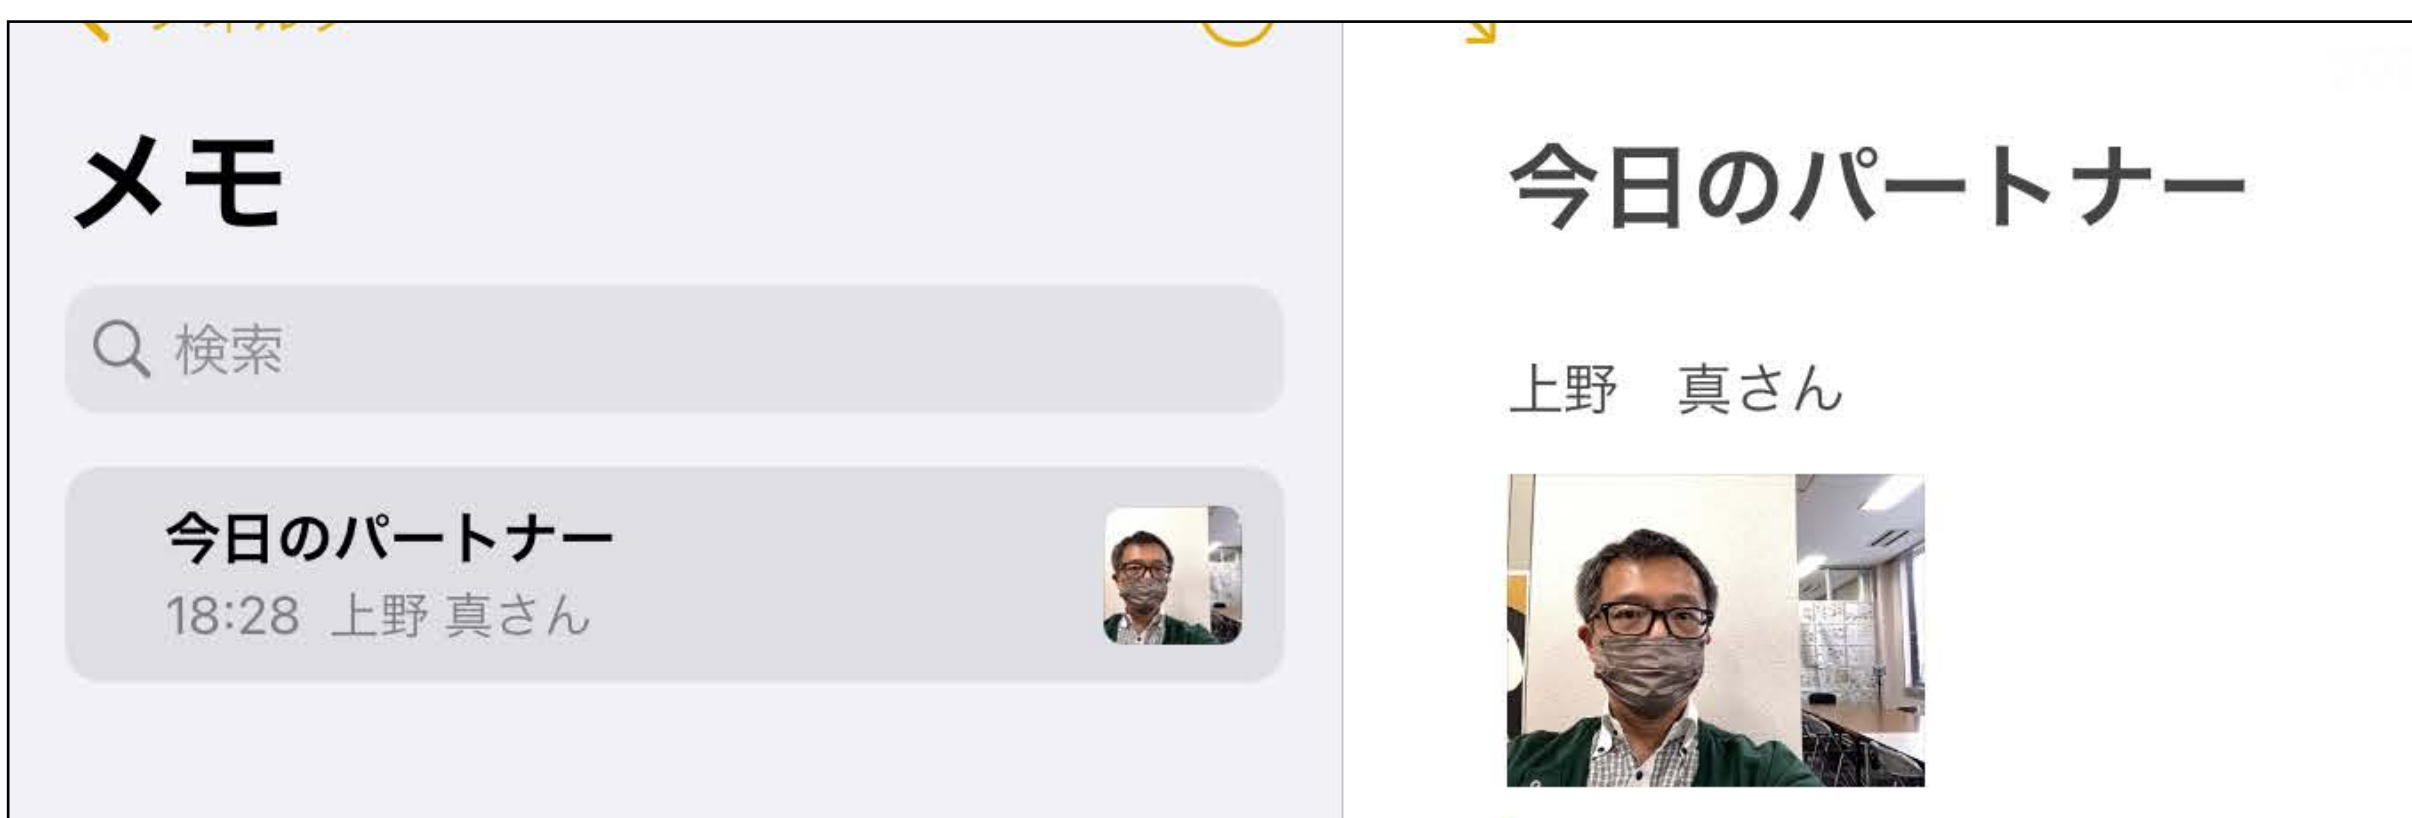 メモ
検索
今日のパートナー
18:28 上野 真さん
今日のパートナー
上野　真さん